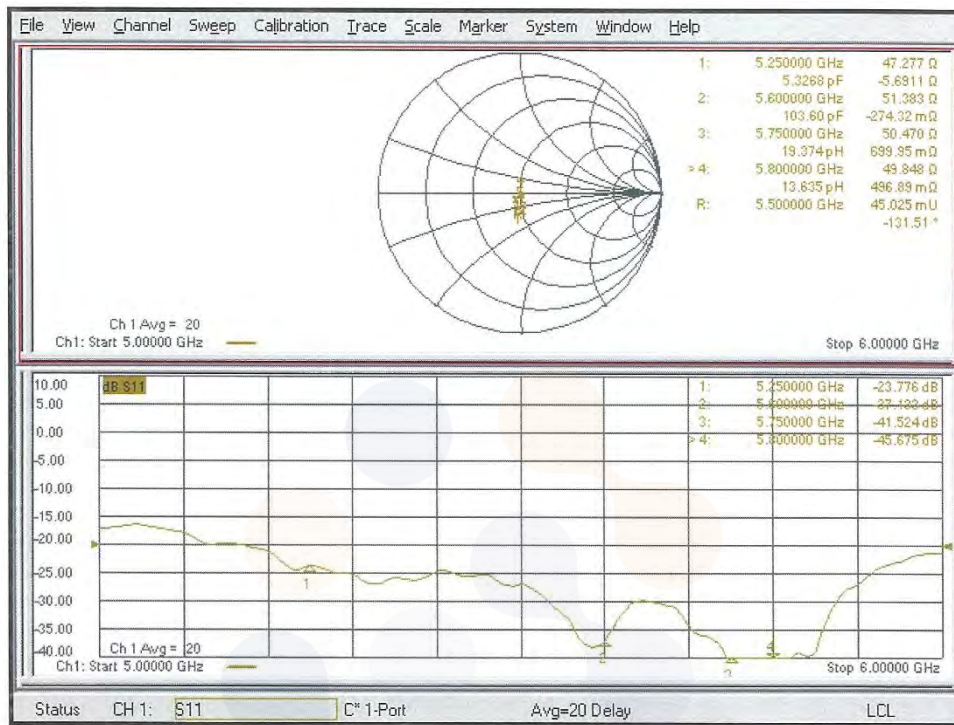 File View Channel Sweep Calibration Trace Scale Marker System Window Help
1: 5.250000 GHz 47.277 Ω
5.3268 pF -5.6911 Ω
2: 5.600000 GHz 51.383 Ω
103.60 pF -274.32 mΩ
3: 5.750000 GHz 50.470 Ω
19.374 pH 699.95 mΩ
> 4: 5.800000 GHz 49.848 Ω
13.635 pH 496.89 mΩ
R: 5.500000 GHz 45.025 mU
-131.51 °
Ch 1 Avg = 20
Ch1: Start 5.00000 GHz
Stop 6.00000 GHz
10.00 dB S11
1: 5.250000 GHz -23.776 dB
5.00
2: 5.600000 GHz -37.133 dB
0.00
3: 5.750000 GHz -41.524 dB
> 4: 5.800000 GHz -45.675 dB
-5.00
-10.00
-15.00
-20.00
-25.00
1
-30.00
-35.00
4
2
-40.00
Ch 1 Avg = 20
Ch1: Start 5.00000 GHz
Stop 6.00000 GHz
Status CH 1: S11 C* 1-Port Avg=20 Delay LCL